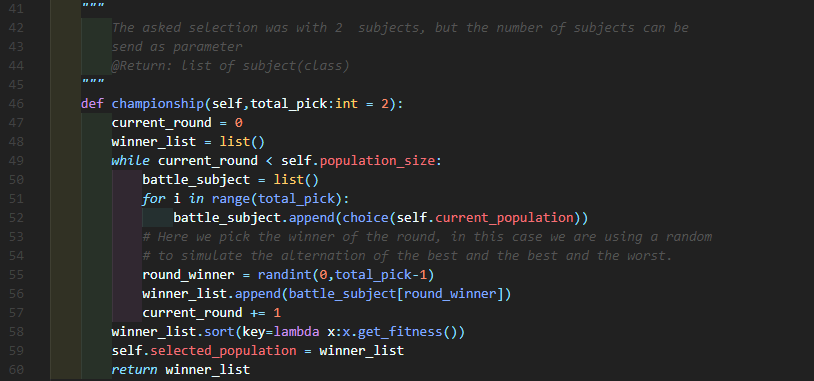 41 """
42 The asked selection was with 2  subjects, but the number of subjects can be
43 send as parameter
44 @Return: list of subject(class)
45 """
46 def championship(self,total_pick:int = 2):
47 current_round = 0
48 winner_list = list()
49 while current_round < self.population_size:
50 battle_subject = list()
51 for i in range(total_pick):
52 battle_subject.append(choice(self.current_population))
53 # Here we pick the winner of the round, in this case we are using a random
54 # to simulate the alternation of the best and the best and the worst.
55 round_winner = randint(0,total_pick-1)
56 winner_list.append(battle_subject[round_winner])
57 current_round += 1
58 winner_list.sort(key=lambda x:x.get_fitness())
59 self.selected_population = winner_list
60 return winner_list